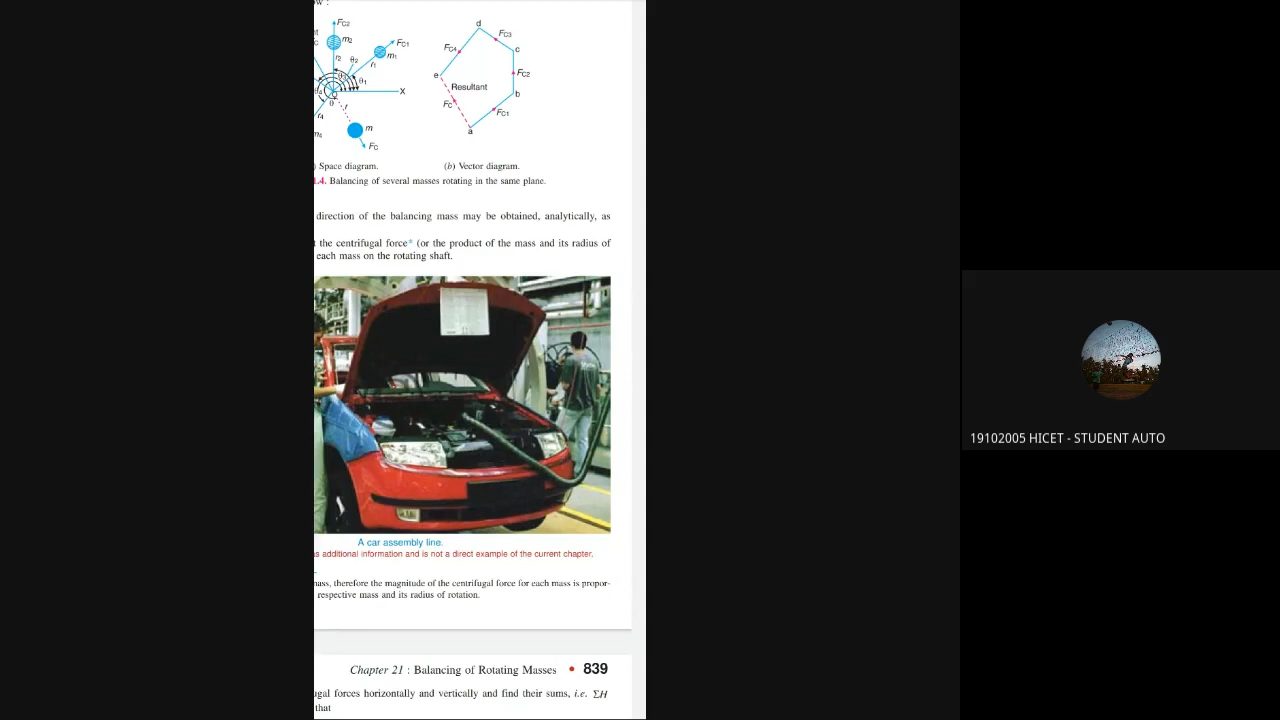 ow :
FC2
m2
nt
FC1
m1
r2
θ2
r1
θ3
θ1
θ4
O
X
θ
r
r4
m
m4
FC
d
FC3
FC4
c
e
FC2
Resultant
b
FC
FC1
a
) Space diagram.
(b) Vector diagram.
1.4. Balancing of several masses rotating in the same plane.
direction of the balancing mass may be obtained, analytically, as
t the centrifugal force* (or the product of the mass and its radius of
each mass on the rotating shaft.
A car assembly line.
as additional information and is not a direct example of the current chapter.
mass, therefore the magnitude of the centrifugal force for each mass is propor-
respective mass and its radius of rotation.
Chapter 21 : Balancing of Rotating Masses • 839
ugal forces horizontally and vertically and find their sums, i.e. ΣH
that
19102005 HICET - STUDENT AUTO